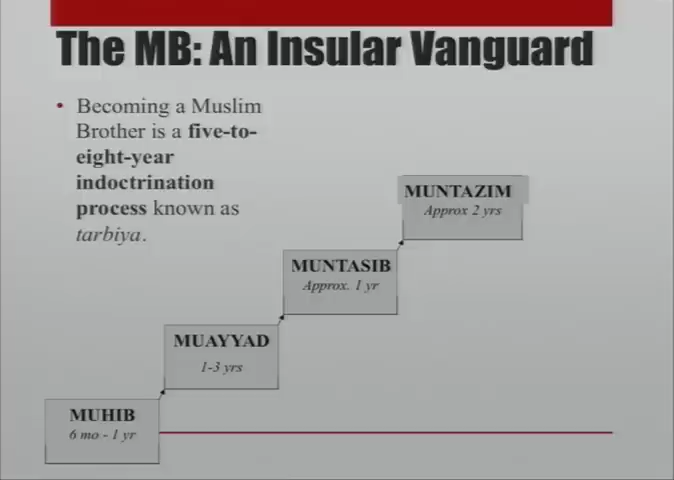 The MB: An Insular Vanguard
• Becoming a Muslim
Brother is a five-to-
eight-year
indoctrination
process known as
tarbiya.
MUNTAZIM
Approx 2 yrs
MUNTASIB
Approx. 1 yr
MUAYYAD
1-3 yrs
MUHIB
6 mo - 1 yr